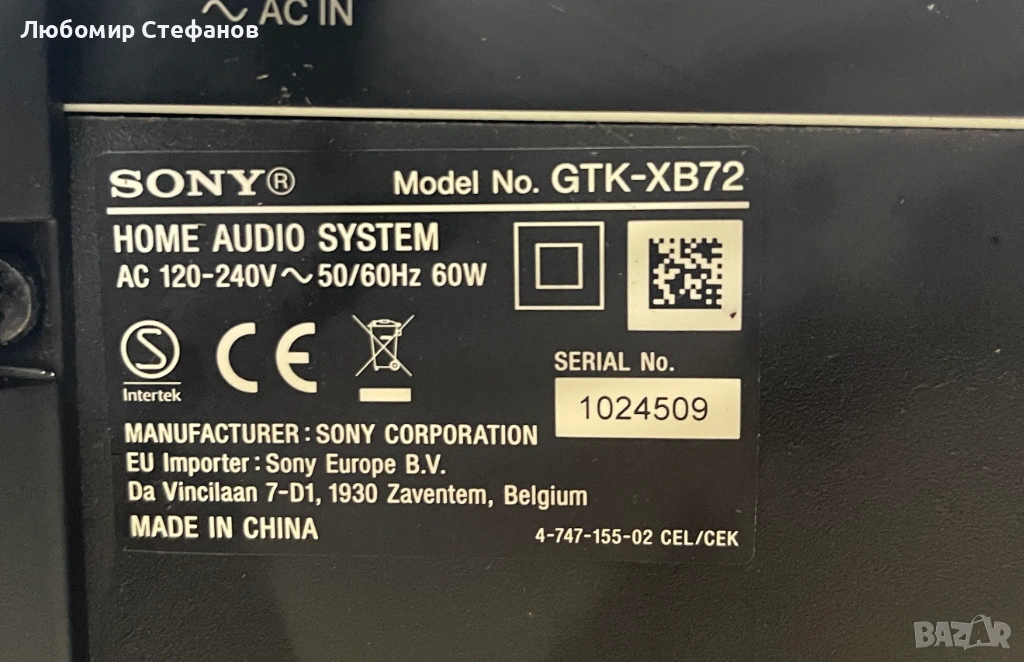 ~ AC IN
Любомир Стефанов
SONY® Model No. GTK-XB72
HOME AUDIO SYSTEM
AC 120-240V~50/60Hz 60W
Intertek
CE
SERIAL No.
1024509
MANUFACTURER: SONY CORPORATION
EU Importer: Sony Europe B.V.
Da Vincilaan 7-D1, 1930 Zaventem, Belgium
MADE IN CHINA
4-747-155-02 CEL/CEK
BAZAR